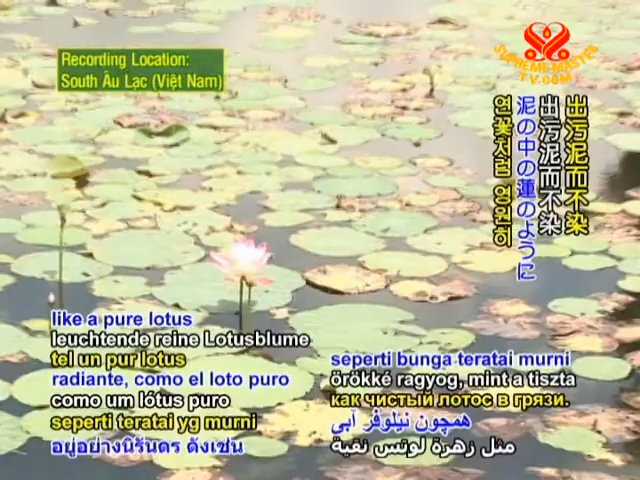 Recording Location:
South Âu Lạc (Việt Nam)
SUPREME MASTER
TV.COM
出污泥而不染
出污泥而不染
泥の中の蓮のように
연꽃처럼 영원히
like a pure lotus
leuchtende reine Lotusblume
tel un pur lotus
radiante, como el loto puro
como um lótus puro
seperti teratai yg murni
อยู่อย่างนิรันดร ดังเช่น
seperti bunga teratai murni
örökké ragyog, mint a tiszta
как чистый лотос в грязи.
همچون نیلوفر آبی
مثل زهرة لوتس نقية